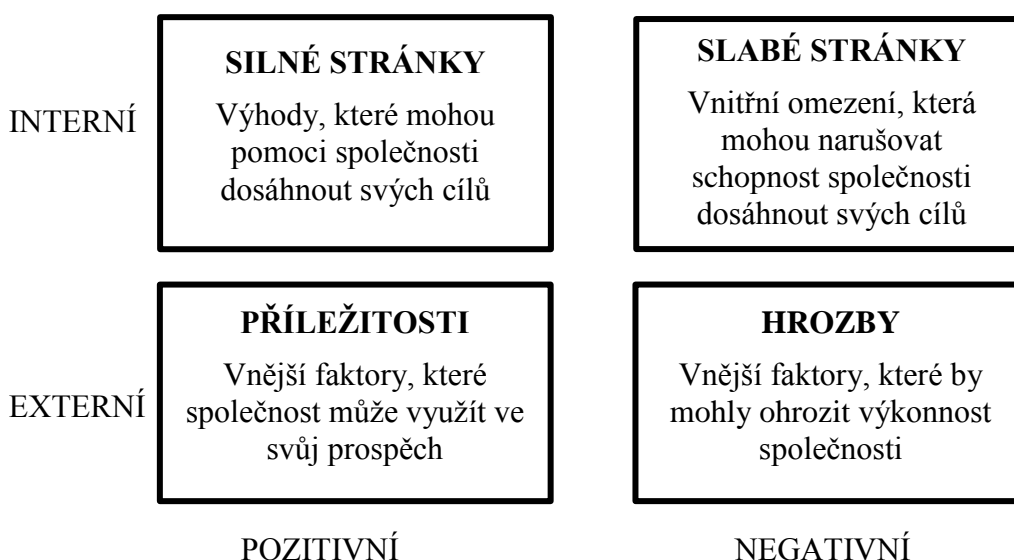 INTERNÍ
SILNÉ STRÁNKY
Výhody, které mohou
pomoci společnosti
dosáhnout svých cílů
SLABÉ STRÁNKY
Vnitřní omezení, která
mohou narušovat
schopnost společnosti
dosáhnout svých cílů
EXTERNÍ
PŘÍLEŽITOSTI
Vnější faktory, které
společnost může využít ve
svůj prospěch
HROZBY
Vnější faktory, které by
mohly ohrozit výkonnost
společnosti
POZITIVNÍ
NEGATIVNÍ